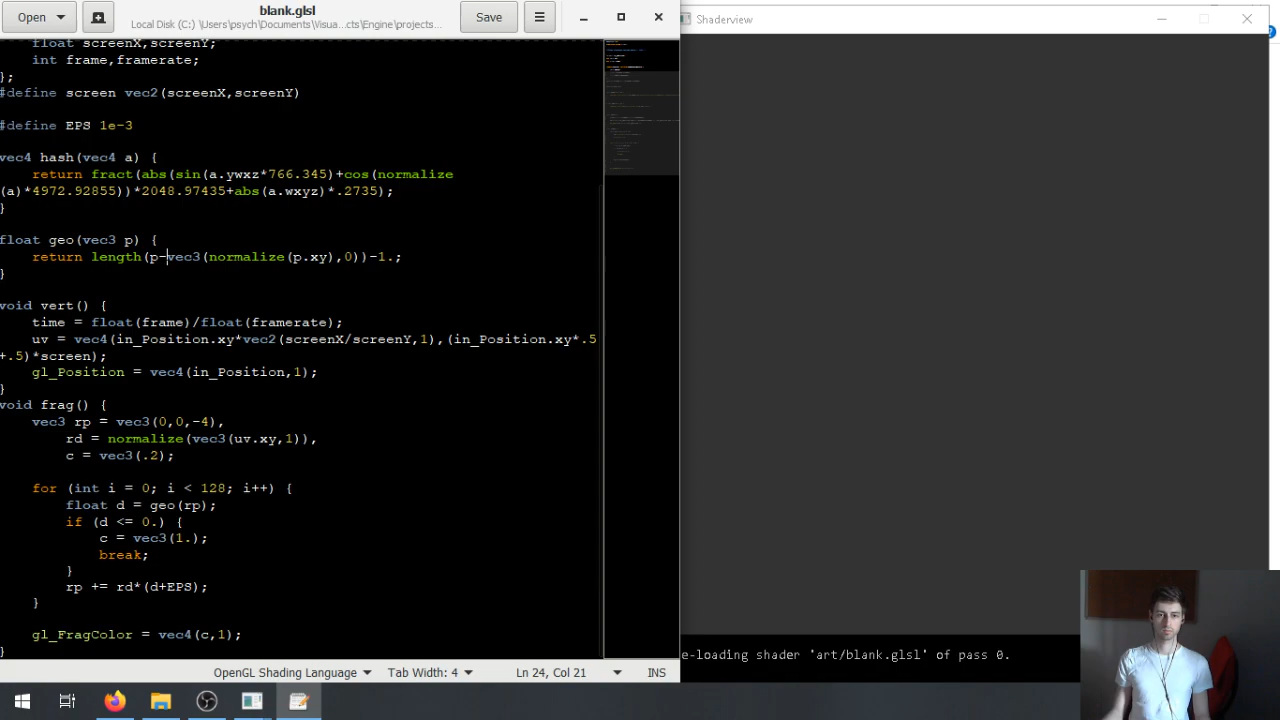 Open
blank.glsl
Local Disk (C:) \Users\psych\Documents\Visua...cts\Engine\projects...
Save
Shaderview
float screenX,screenY;
int frame,framerate;
};
#define screen vec2(screenX,screenY)
#define EPS 1e-3
vec4 hash(vec4 a) {
return fract(abs(sin(a.ywxz*766.345)+cos(normalize
(a)*4972.92855))*2048.97435+abs(a.wxyz)*.2735);
}
float geo(vec3 p) {
return length(p-vec3(normalize(p.xy),0))-1.;
}
void vert() {
time = float(frame)/float(framerate);
uv = vec4(in_Position.xy*vec2(screenX/screenY,1),(in_Position.xy*.5
+.5)*screen);
gl_Position = vec4(in_Position,1);
}
void frag() {
vec3 rp = vec3(0,0,-4),
rd = normalize(vec3(uv.xy,1)),
c = vec3(.2);
for (int i = 0; i < 128; i++) {
float d = geo(rp);
if (d <= 0.) {
c = vec3(1.);
break;
}
rp += rd*(d+EPS);
}
gl_FragColor = vec4(c,1);
}
e-loading shader 'art/blank.glsl' of pass 0.
OpenGL Shading Language
Tab Width: 4
Ln 24, Col 21
INS